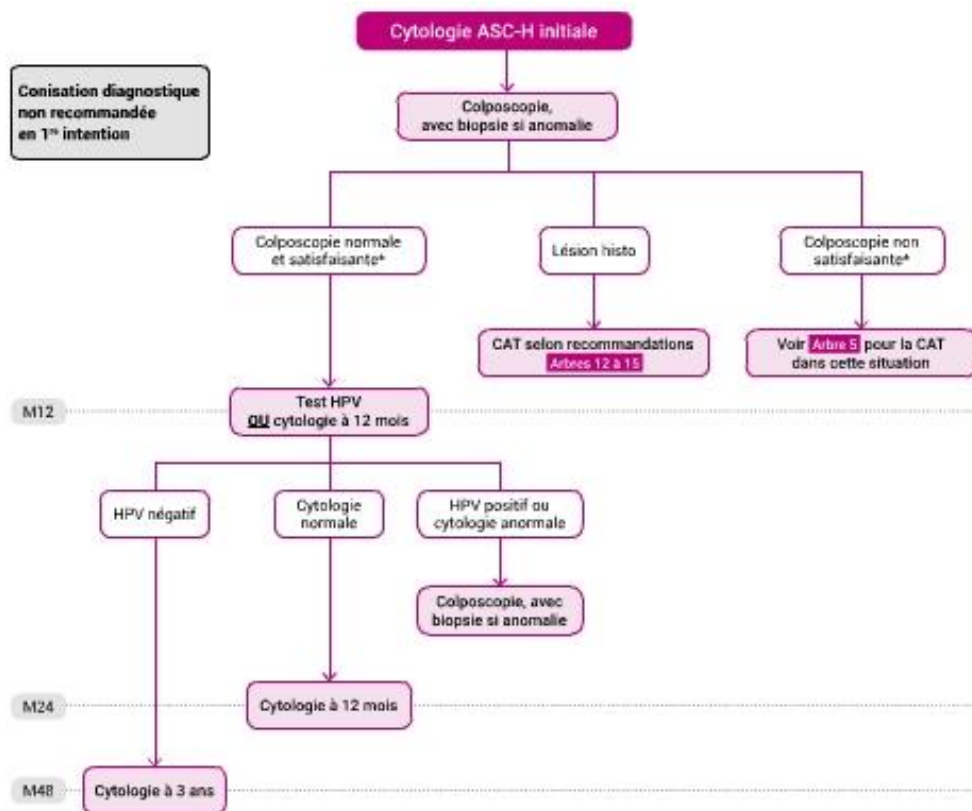 Cytologie ASC-H initiale
Conisation diagnostique
non recommandée
en 1re intention
Colposcopie,
avec biopsie si anomalie
Colposcopie normale
et satisfaisante*
Lésion histo
Colposcopie non
satisfaisante*
CAT selon recommandations
Arbres 12 à 15
Voir Arbre 5 pour la CAT
dans cette situation
M12
Test HPV
OU cytologie à 12 mois
HPV négatif
Cytologie
normale
HPV positif ou
cytologie anormale
Colposcopie, avec
biopsie si anomalie
M24
Cytologie à 12 mois
M48
Cytologie à 3 ans